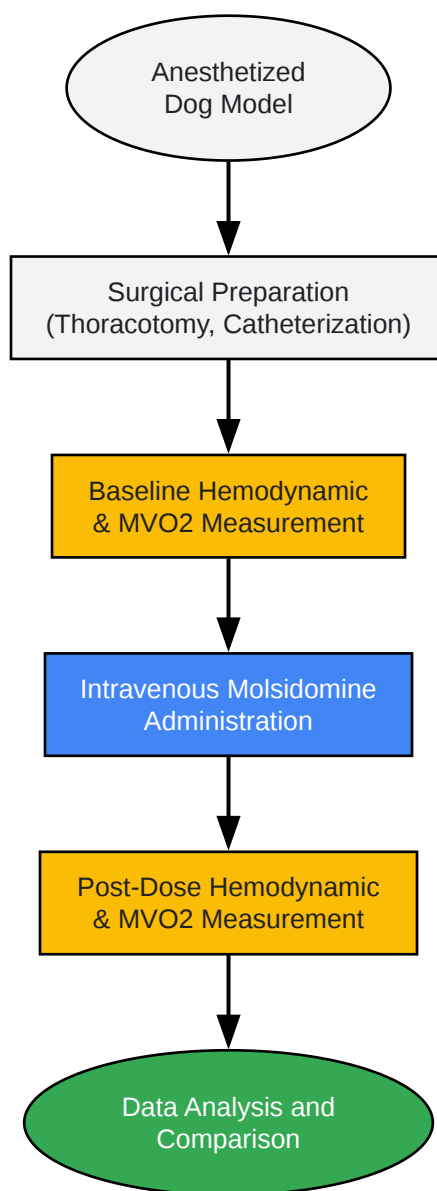 Anesthetized
Dog Model
Surgical Preparation
(Thoracotomy, Catheterization)
Baseline Hemodynamic
& MVO2 Measurement
Intravenous Molsidomine
Administration
Post-Dose Hemodynamic
& MVO2 Measurement
Data Analysis and
Comparison